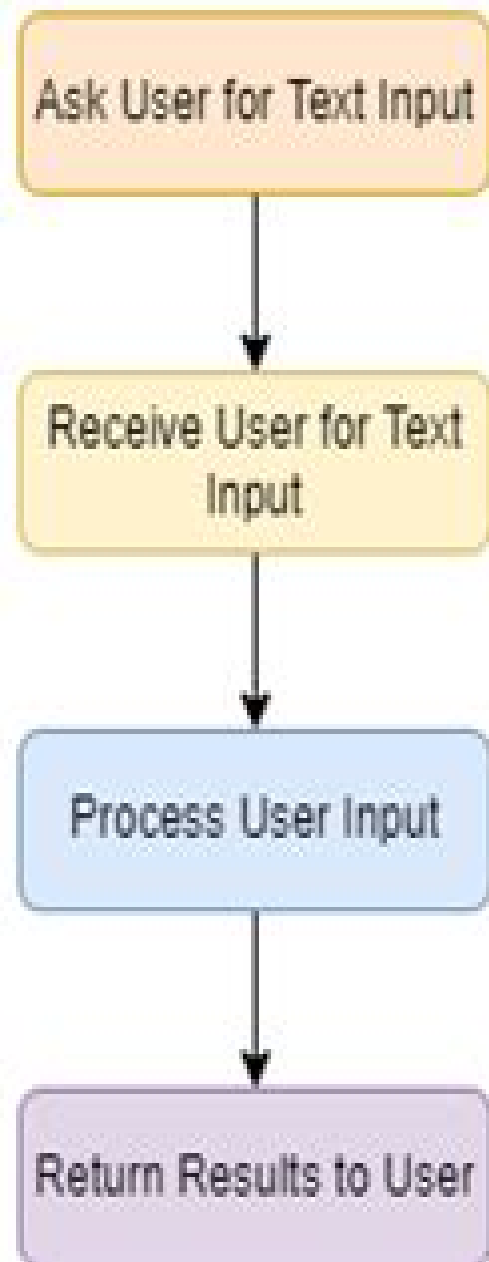 Ask User for Text Input
Receive User for Text
Input
Process User Input
Return Results to User